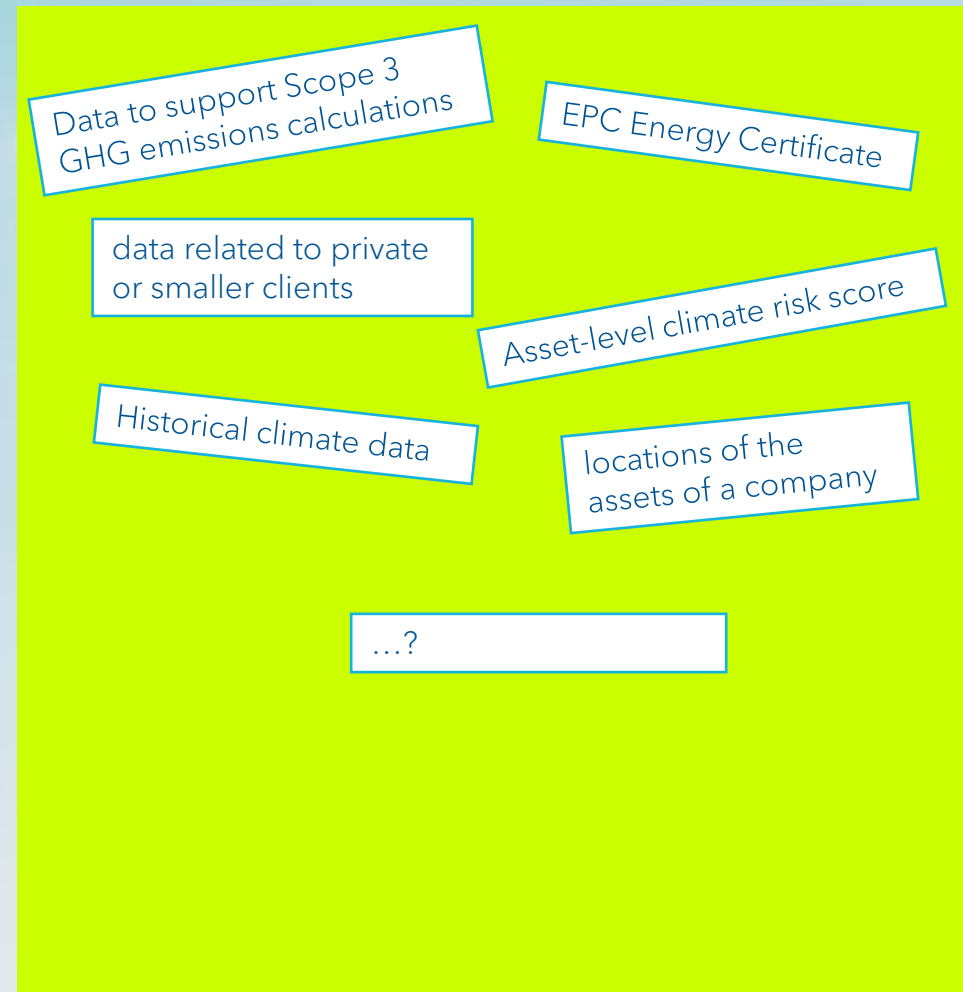 Data to support Scope 3
GHG emissions calculations
EPC Energy Certificate
data related to private
or smaller clients
Asset-level climate risk score
Historical climate data
locations of the
assets of a company
…?